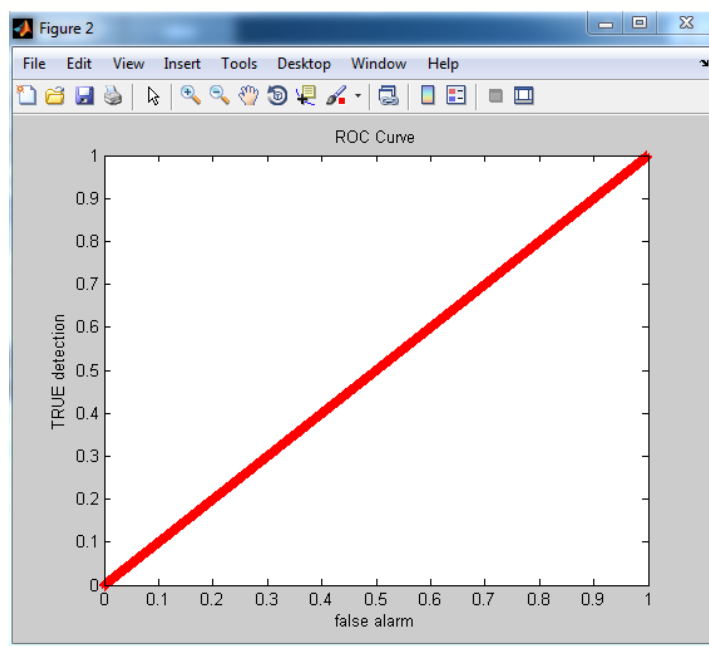 Figure 2
File Edit View Insert Tools Desktop Window Help
ROC Curve
1
0.9
0.8
0.7
0.6
0.5
0.4
0.3
0.2
0.1
0
TRUE detection
0 0.1 0.2 0.3 0.4 0.5 0.6 0.7 0.8 0.9 1
false alarm